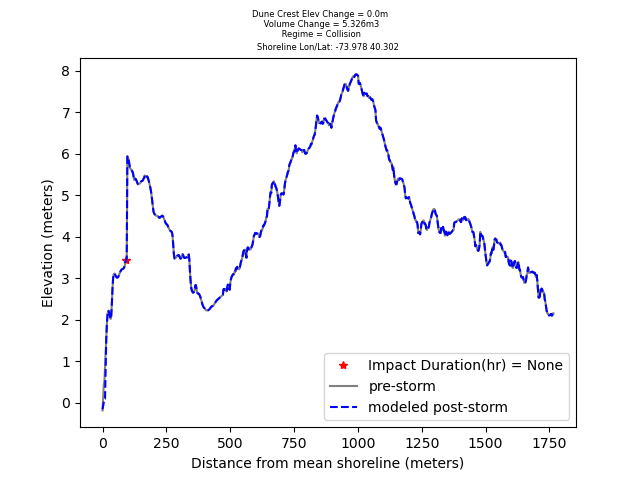 Dune Crest Elev Change = 0.0m
Volume Change = 5.326m3
Regime = Collision
Shoreline Lon/Lat: -73.978 40.302
8
7
6
5
4
3
2
1
0
Elevation (meters)
Impact Duration(hr) = None
pre-storm
modeled post-storm
0 250 500 750 1000 1250 1500 1750
Distance from mean shoreline (meters)